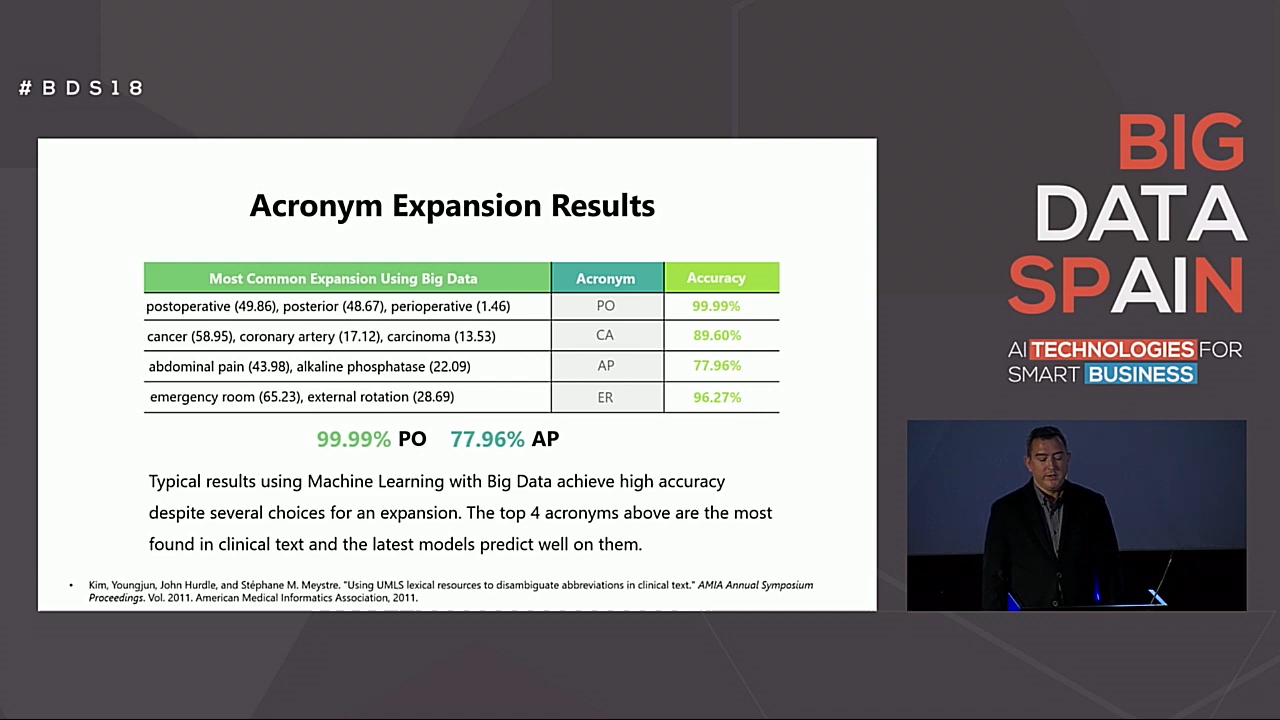 #BDS18
BIG
DATA
SPAIN
AI TECHNOLOGIES FOR
SMART BUSINESS
Acronym Expansion Results
Most Common Expansion Using Big Data Acronym Accuracy
postoperative (49.86), posterior (48.67), perioperative (1.46) PO 99.99%
cancer (58.95), coronary artery (17.12), carcinoma (13.53) CA 89.60%
abdominal pain (43.98), alkaline phosphatase (22.09) AP 77.96%
emergency room (65.23), external rotation (28.69) ER 96.27%
99.99% PO 77.96% AP
Typical results using Machine Learning with Big Data achieve high accuracy
despite several choices for an expansion. The top 4 acronyms above are the most
found in clinical text and the latest models predict well on them.
• Kim, Youngjun, John Hurdle, and Stéphane M. Meystre. "Using UMLS lexical resources to disambiguate abbreviations in clinical text." AMIA Annual Symposium
Proceedings. Vol. 2011. American Medical Informatics Association, 2011.